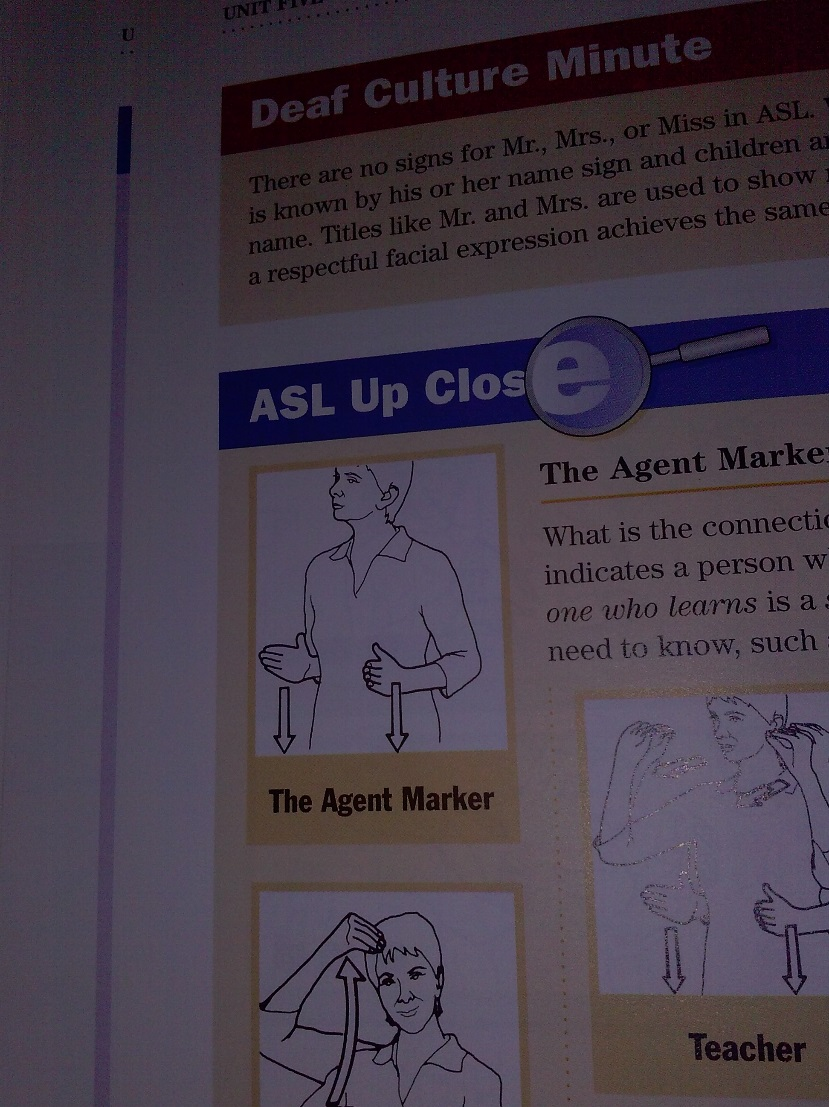 U
UNIT FIVE
Deaf Culture Minute
There are no signs for Mr., Mrs., or Miss in ASL.
is known by his or her name sign and children
name. Titles like Mr. and Mrs. are used to show
a respectful facial expression achieves the same
ASL Up Close
The Agent Marker
What is the
indicates a person
one who learns is a
need to know, such
The Agent Marker
Teacher